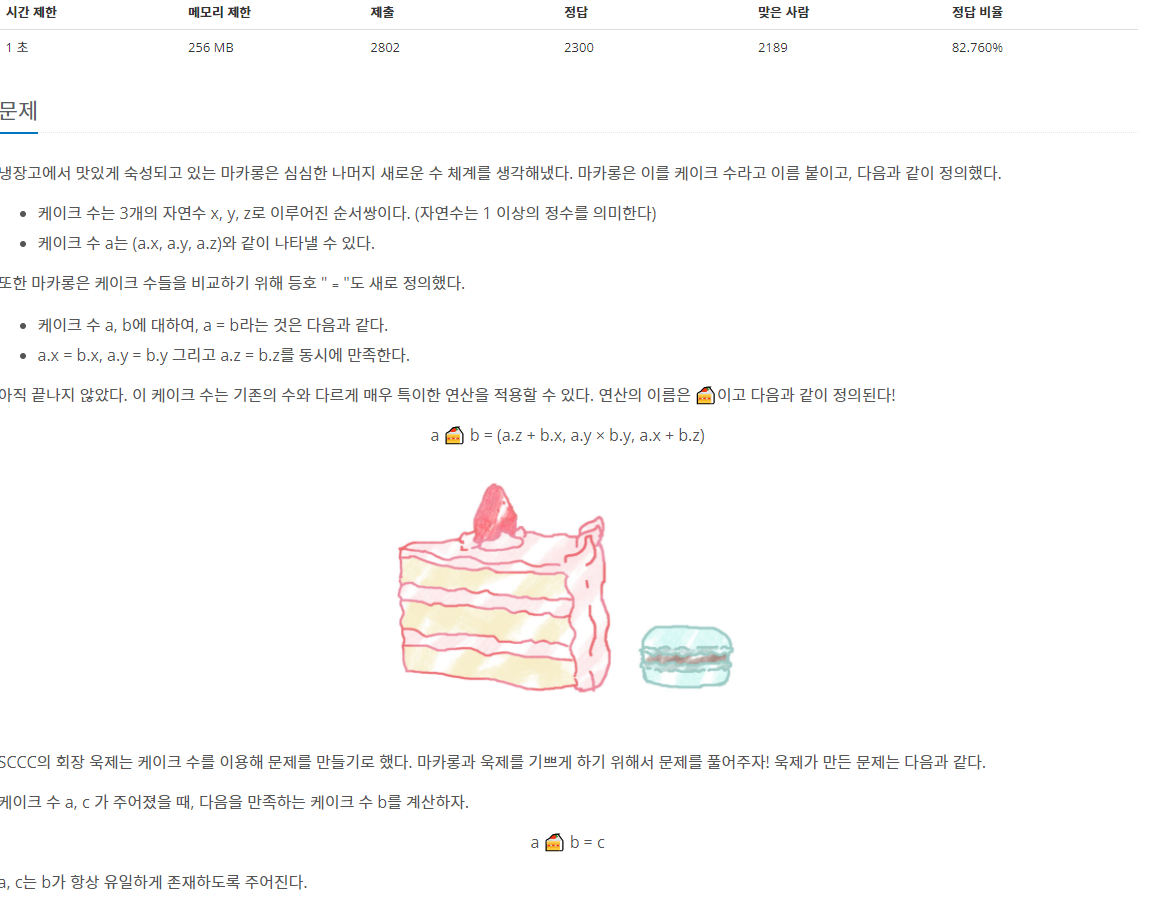 시간 제한 메모리 제한 제출 정답 맞은 사람 정답 비율
1 초 256 MB 2802 2300 2189 82.760%
문제
냉장고에서 맛있게 숙성되고 있는 마카롱은 심심한 나머지 새로운 수 체계를 생각해냈다. 마카롱은 이를 케이크 수라고 이름 붙이고, 다음과 같이 정의했다.
• 케이크 수는 3개의 자연수 x, y, z로 이루어진 순서쌍이다. (자연수는 1 이상의 정수를 의미한다)
• 케이크 수 a는 (a.x, a.y, a.z)와 같이 나타낼 수 있다.
또한 마카롱은 케이크 수들을 비교하기 위해 등호 " = "도 새로 정의했다.
• 케이크 수 a, b에 대하여, a = b라는 것은 다음과 같다.
• a.x = b.x, a.y = b.y 그리고 a.z = b.z를 동시에 만족한다.
아직 끝나지 않았다. 이 케이크 수는 기존의 수와 다르게 매우 특이한 연산을 적용할 수 있다. 연산의 이름은 🍰이고 다음과 같이 정의된다!
a 🍰 b = (a.z + b.x, a.y × b.y, a.x + b.z)
SCCC의 회장 욱제는 케이크 수를 이용해 문제를 만들기로 했다. 마카롱과 욱제를 기쁘게 하기 위해서 문제를 풀어주자! 욱제가 만든 문제는 다음과 같다.
케이크 수 a, c 가 주어졌을 때, 다음을 만족하는 케이크 수 b를 계산하자.
a 🍰 b = c
a, c는 b가 항상 유일하게 존재하도록 주어진다.